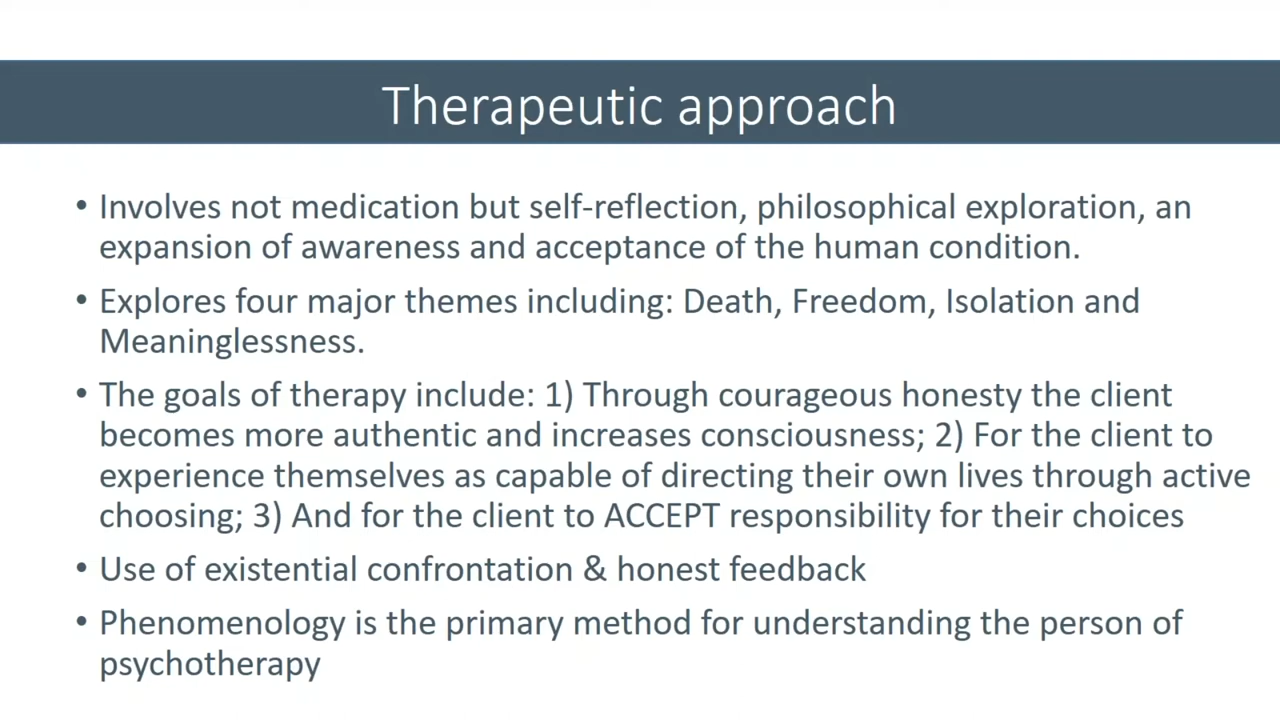 Therapeutic approach
• Involves not medication but self-reflection, philosophical exploration, an
expansion of awareness and acceptance of the human condition.
• Explores four major themes including: Death, Freedom, Isolation and
Meaninglessness.
• The goals of therapy include: 1) Through courageous honesty the client
becomes more authentic and increases consciousness; 2) For the client to
experience themselves as capable of directing their own lives through active
choosing; 3) And for the client to ACCEPT responsibility for their choices
• Use of existential confrontation & honest feedback
• Phenomenology is the primary method for understanding the person of
psychotherapy